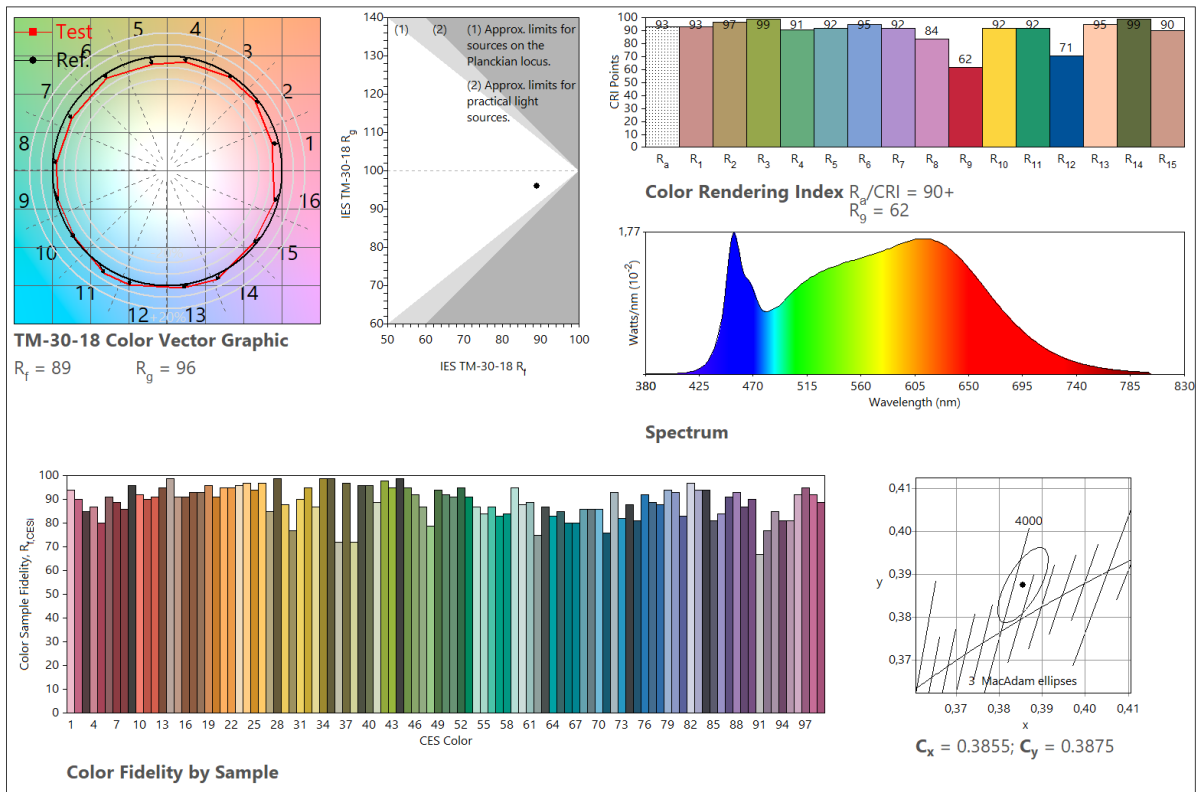 Test
Ref.
1
2
3
4
5
6
7
8
9
10
11
12
13
14
15
16
+20%
TM-30-18 Color Vector Graphic
Rf = 89 Rg = 96
IES TM-30-18 Rg
140
130
120
110
100
90
80
70
60
(1) (2) (1) Approx. limits for
sources on the
Planckian locus.
(2) Approx. limits for
practical light
sources.
50 60 70 80 90 100
IES TM-30-18 Rf
CRI Points
100
90
80
70
60
50
40
30
20
10
0
93 93 97 99 91 92 95 92 84 62 92 92 71 95 99 90
Ra R1 R2 R3 R4 R5 R6 R7 R8 R9 R10 R11 R12 R13 R14 R15
Color Rendering Index Ra/CRI = 90+
R9 = 62
1,77
Watts/nm (10⁻²)
380 425 470 515 560 605 650 695 740 785 830
Wavelength (nm)
Spectrum
Color Sample Fidelity, Rf,CESi
100
90
80
70
60
50
40
30
20
10
0
1 4 7 10 13 16 19 22 25 28 31 34 37 40 43 46 49 52 55 58 61 64 67 70 73 76 79 82 85 88 91 94 97
CES Color
Color Fidelity by Sample
0,41
0,40
0,39
0,38
0,37
y
4000
3 MacAdam ellipses
0,37 0,38 0,39 0,40 0,41
x
Cx = 0.3855; Cy = 0.3875